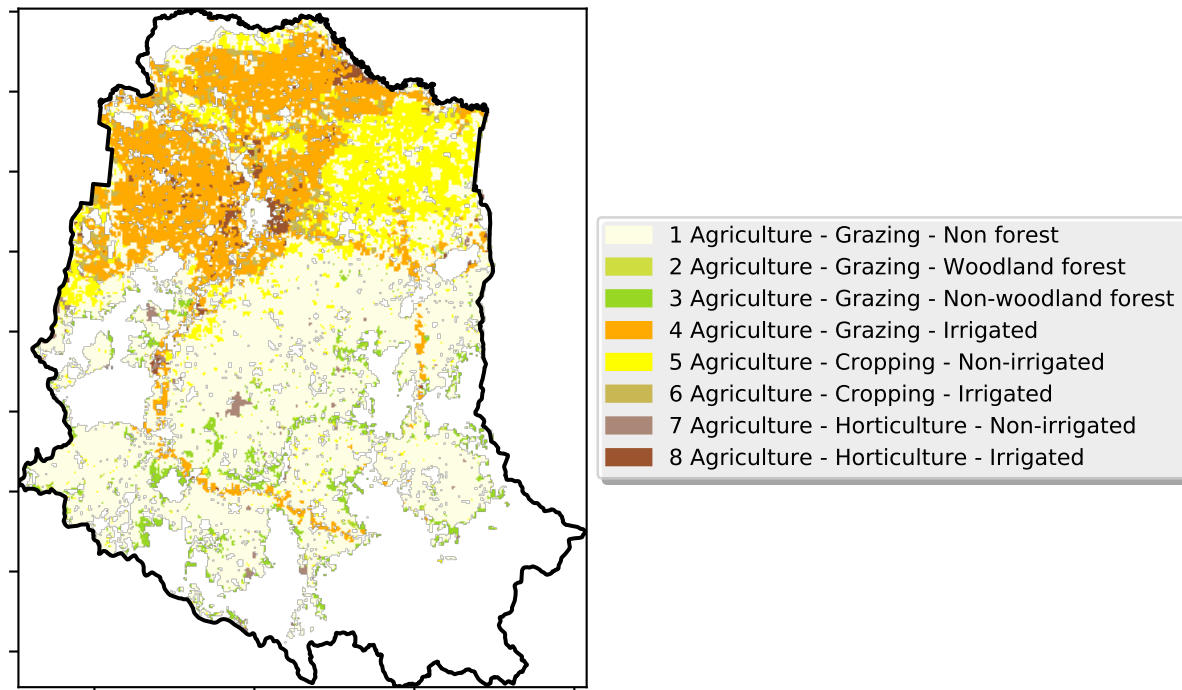 1 Agriculture - Grazing - Non forest
2 Agriculture - Grazing - Woodland forest
3 Agriculture - Grazing - Non-woodland forest
4 Agriculture - Grazing - Irrigated
5 Agriculture - Cropping - Non-irrigated
6 Agriculture - Cropping - Irrigated
7 Agriculture - Horticulture - Non-irrigated
8 Agriculture - Horticulture - Irrigated